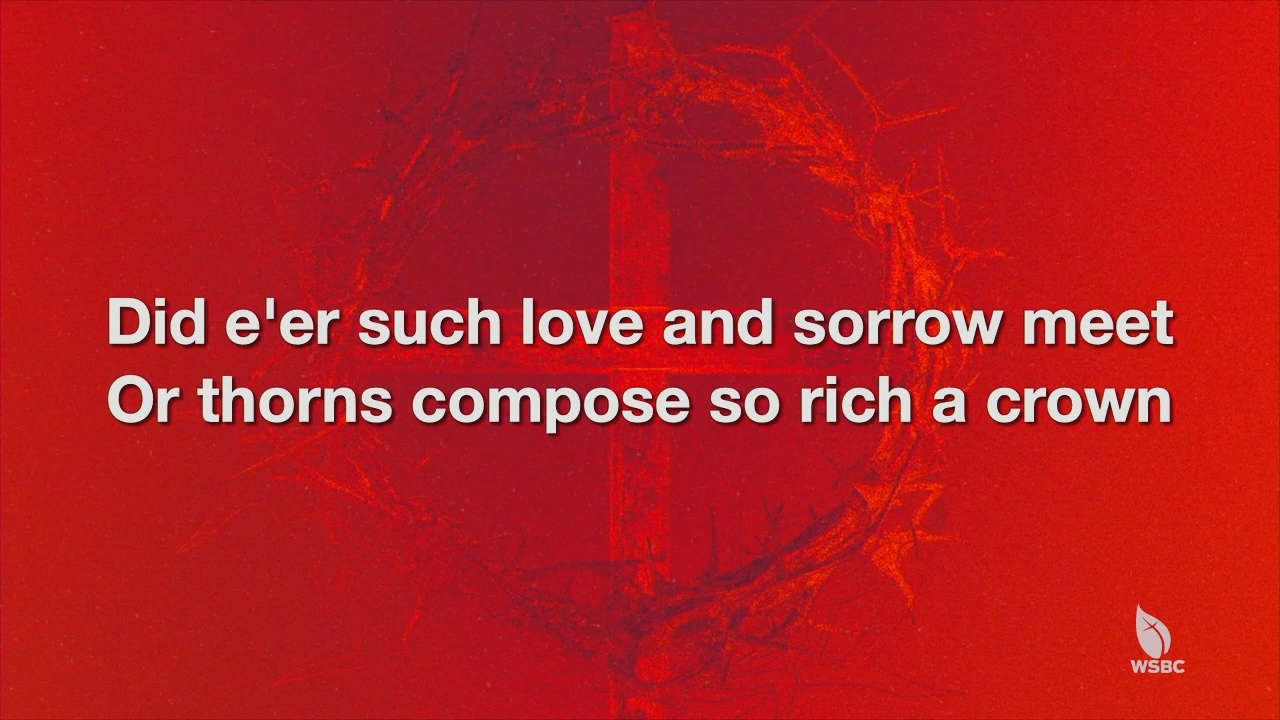 Did e'er such love and sorrow meet
Or thorns compose so rich a crown
WSBC